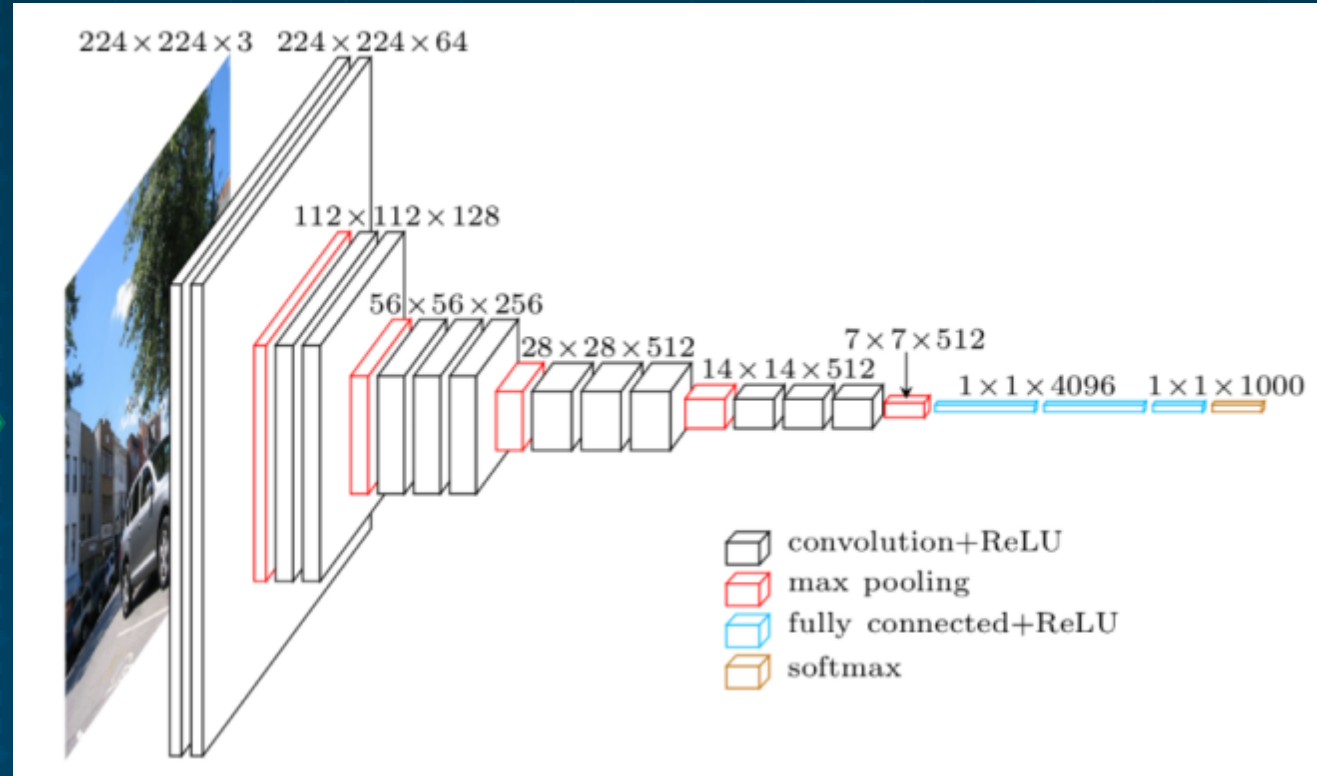 224×224×3 224×224×64
112×112×128
56×56×256
28×28×512
7×7×512
14×14×512
1×1×4096 1×1×1000
convolution+ReLU
max pooling
fully connected+ReLU
softmax